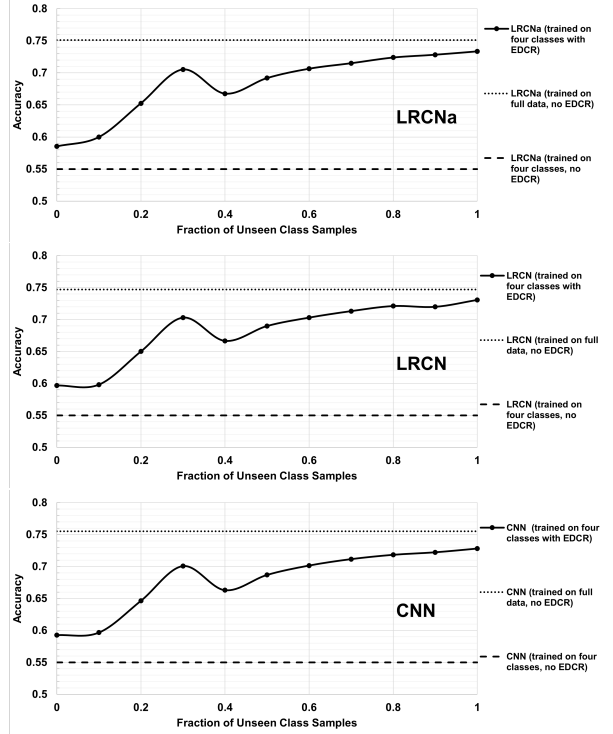 0.8
0.75
0.7
0.65
0.6
0.55
0.5
Accuracy
0 0.2 0.4 0.6 0.8 1
Fraction of Unseen Class Samples
LRCNa
LRCNa (trained on
four classes with
EDCR)
LRCNa (trained on
full data, no EDCR)
LRCNa (trained on
four classes, no
EDCR)
0.8
0.75
0.7
0.65
0.6
0.55
0.5
Accuracy
0 0.2 0.4 0.6 0.8 1
Fraction of Unseen Class Samples
LRCN
LRCN (trained on
four classes with
EDCR)
LRCN (trained on full
data, no EDCR)
LRCN (trained on
four classes, no
EDCR)
0.8
0.75
0.7
0.65
0.6
0.55
0.5
Accuracy
0 0.2 0.4 0.6 0.8 1
Fraction of Unseen Class Samples
CNN
CNN (trained on four
classes with EDCR)
CNN (trained on full
data, no EDCR)
CNN (trained on four
classes, no EDCR)